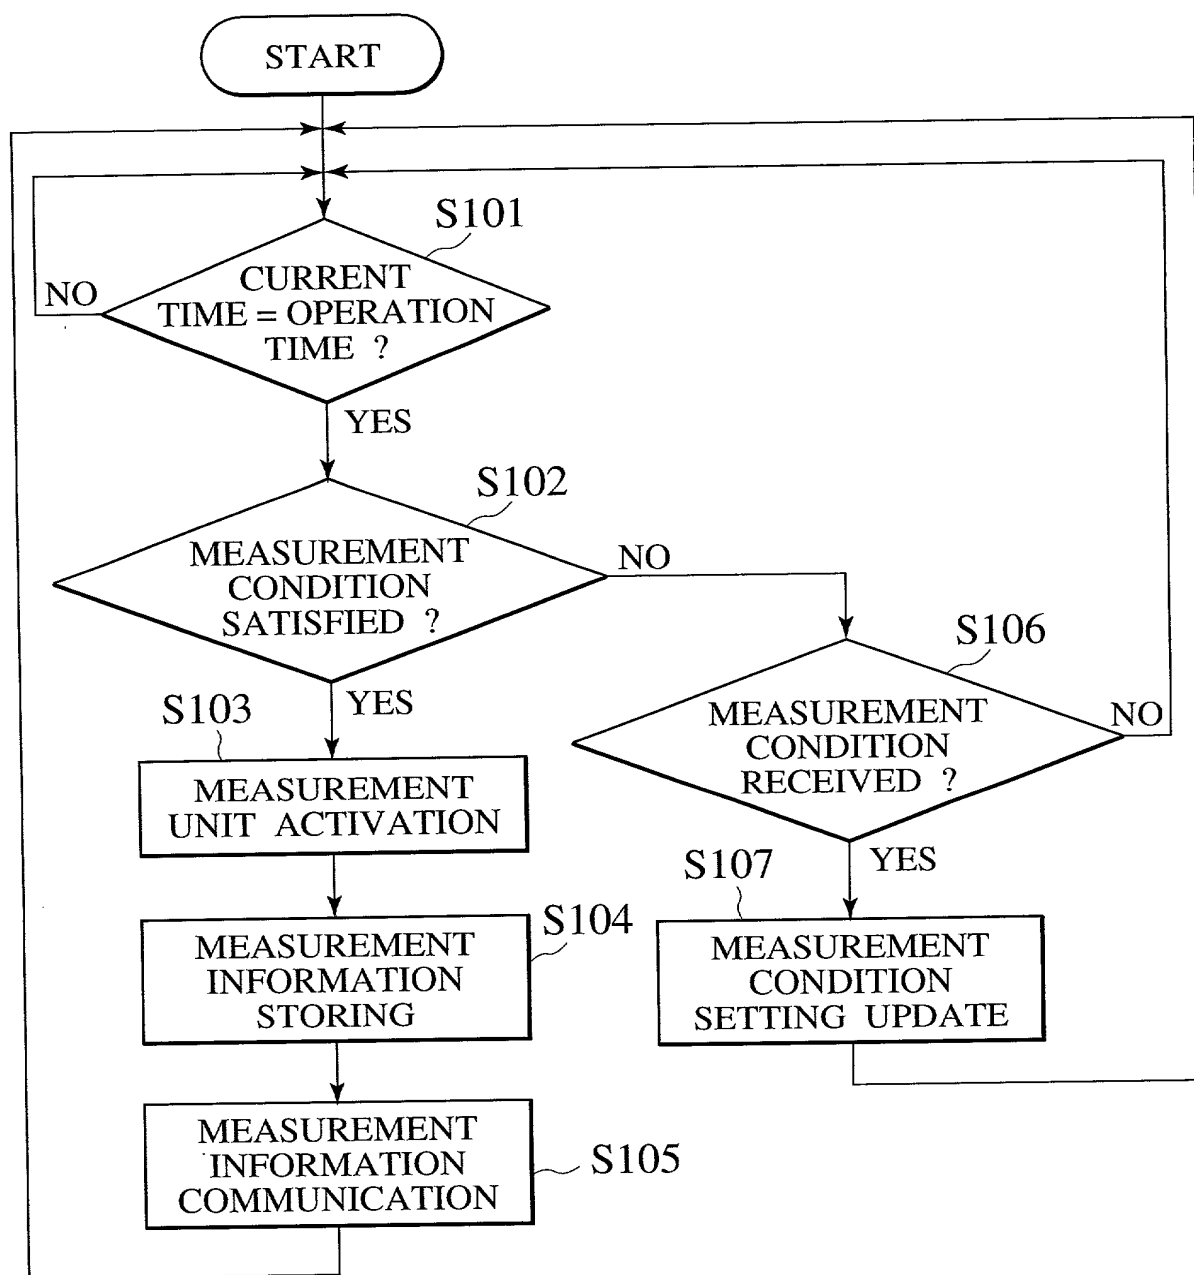 START
S101
CURRENT
TIME = OPERATION
TIME ?
NO
YES
S102
MEASUREMENT
CONDITION
SATISFIED ?
NO
YES
S106
MEASUREMENT
CONDITION
RECEIVED ?
NO
YES
S103
MEASUREMENT
UNIT ACTIVATION
S104
MEASUREMENT
INFORMATION
STORING
S107
MEASUREMENT
CONDITION
SETTING UPDATE
MEASUREMENT
INFORMATION
COMMUNICATION
S105